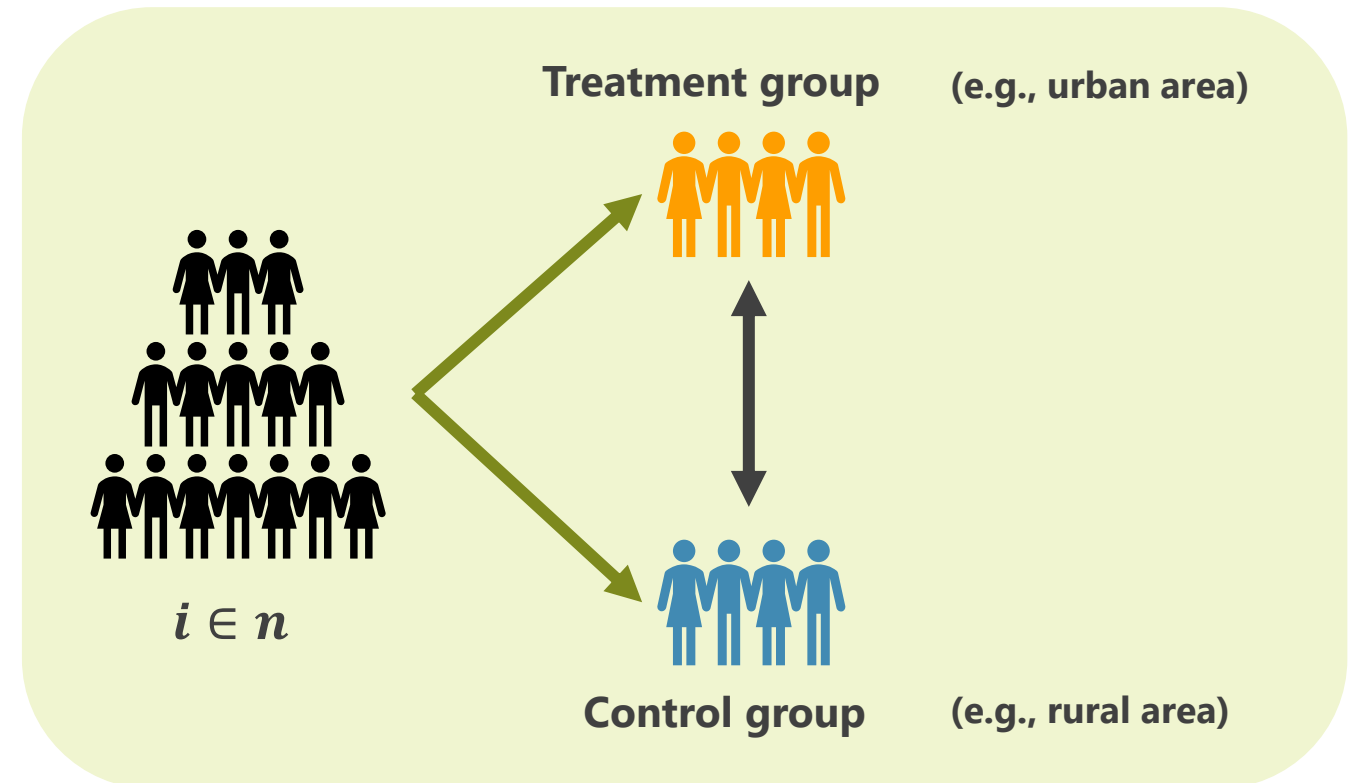 Treatment group (e.g., urban area)
i ∈ n
Control group (e.g., rural area)